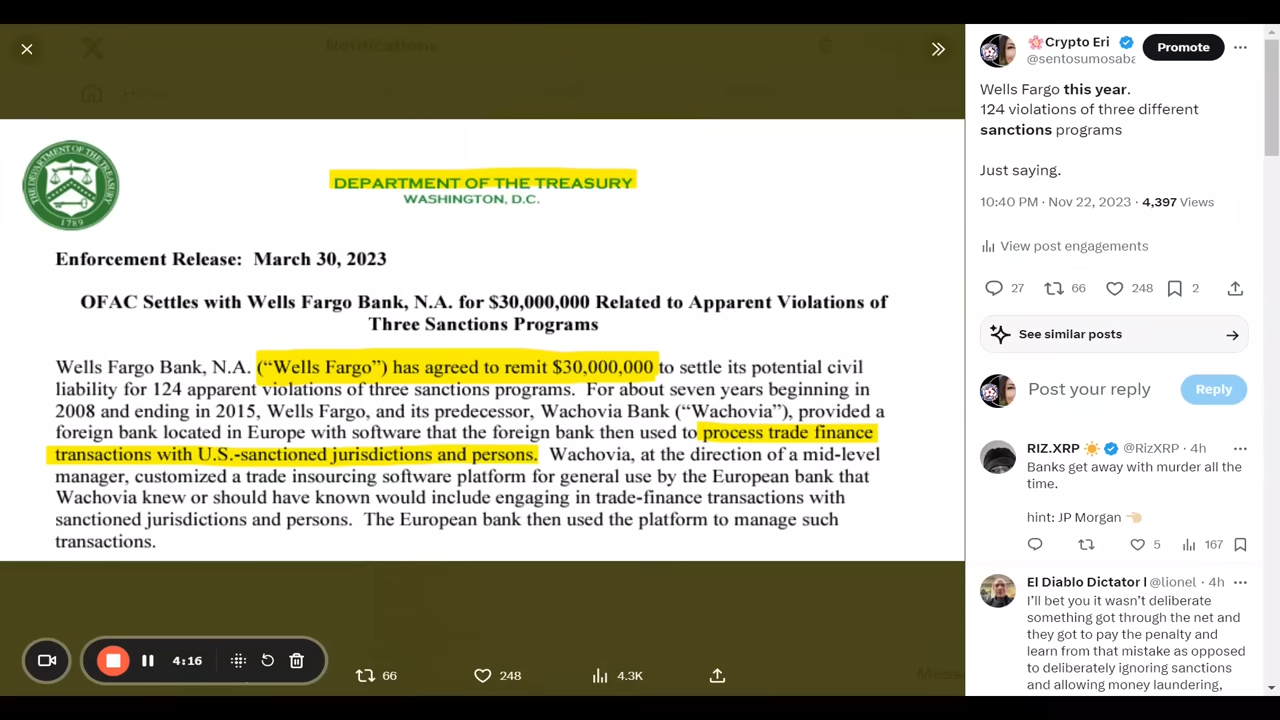 Notifications
Home
DEPARTMENT OF THE TREASURY
WASHINGTON, D.C.
THE DEPARTMENT OF THE TREASURY
1789
Enforcement Release: March 30, 2023
OFAC Settles with Wells Fargo Bank, N.A. for $30,000,000 Related to Apparent Violations of
Three Sanctions Programs
Wells Fargo Bank, N.A. (“Wells Fargo”) has agreed to remit $30,000,000 to settle its potential civil
liability for 124 apparent violations of three sanctions programs. For about seven years beginning in
2008 and ending in 2015, Wells Fargo, and its predecessor, Wachovia Bank (“Wachovia”), provided a
foreign bank located in Europe with software that the foreign bank then used to process trade finance
transactions with U.S.-sanctioned jurisdictions and persons. Wachovia, at the direction of a mid-level
manager, customized a trade insourcing software platform for general use by the European bank that
Wachovia knew or should have known would include engaging in trade-finance transactions with
sanctioned jurisdictions and persons. The European bank then used the platform to manage such
transactions.
4:16
66
248
4.3K
Crypto Eri
@sentosumosaba
Promote
Wells Fargo this year.
124 violations of three different
sanctions programs
Just saying.
10:40 PM · Nov 22, 2023 · 4,397 Views
View post engagements
27 66 248 2
See similar posts
Post your reply
Reply
RIZ.XRP @RizXRP · 4h
Banks get away with murder all the
time.
hint: JP Morgan
5 167
El Diablo Dictator @lionel · 4h
I’ll bet you it wasn’t deliberate
something got through the net and
they got to pay the penalty and
learn from that mistake as opposed
to deliberately ignoring sanctions
and allowing money laundering,